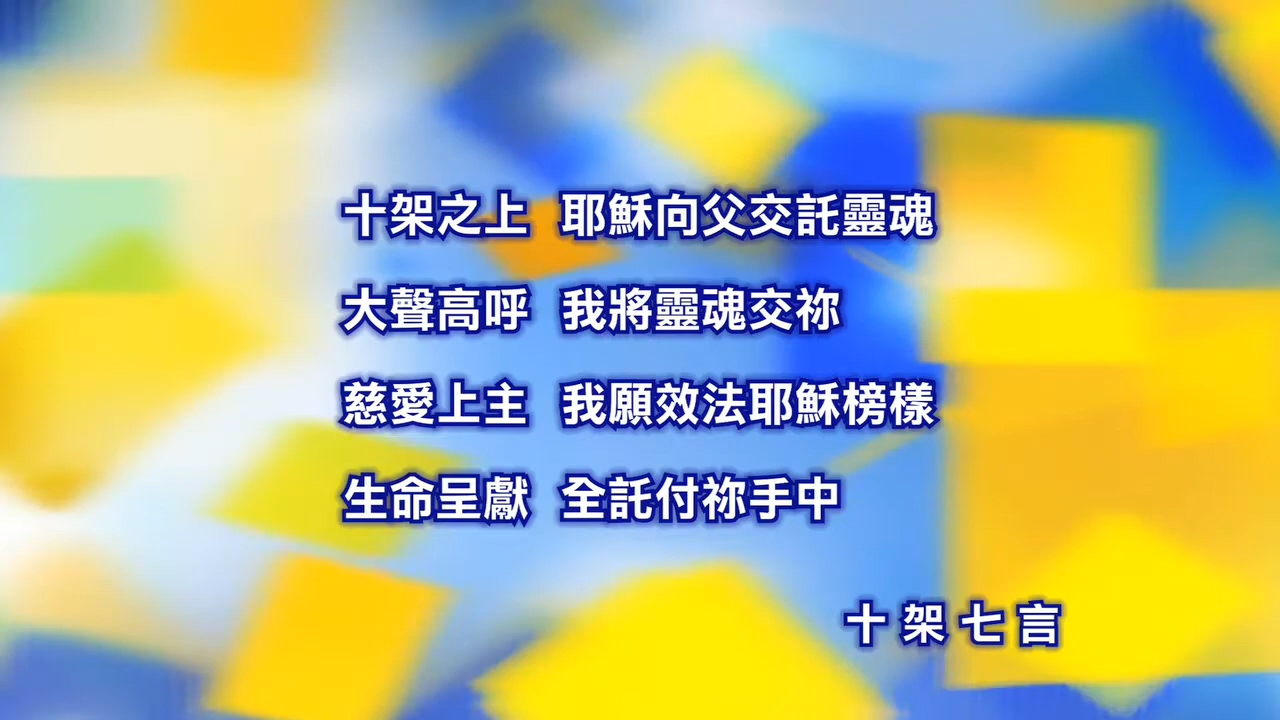 十架之上 耶穌向父交託靈魂
大聲高呼 我將靈魂交祢
慈愛上主 我願效法耶穌榜樣
生命呈獻 全託付祢手中
十架七言